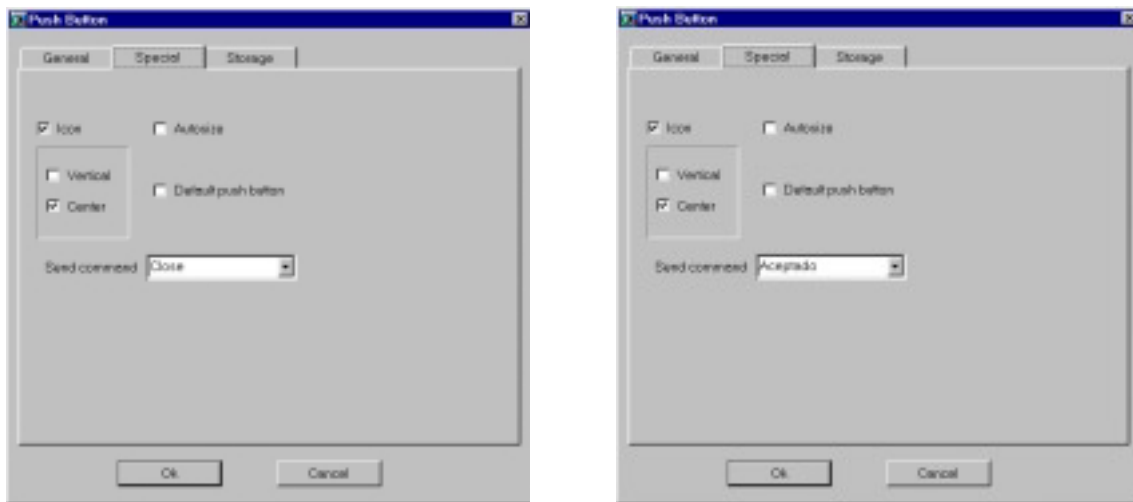 Push Button
General Special Storage
Icon Autosize
Vertical
Default push button
Center
Send command Close
Ok Cancel
Push Button
General Special Storage
Icon Autosize
Vertical
Default push button
Center
Send command Aceptado
Ok Cancel